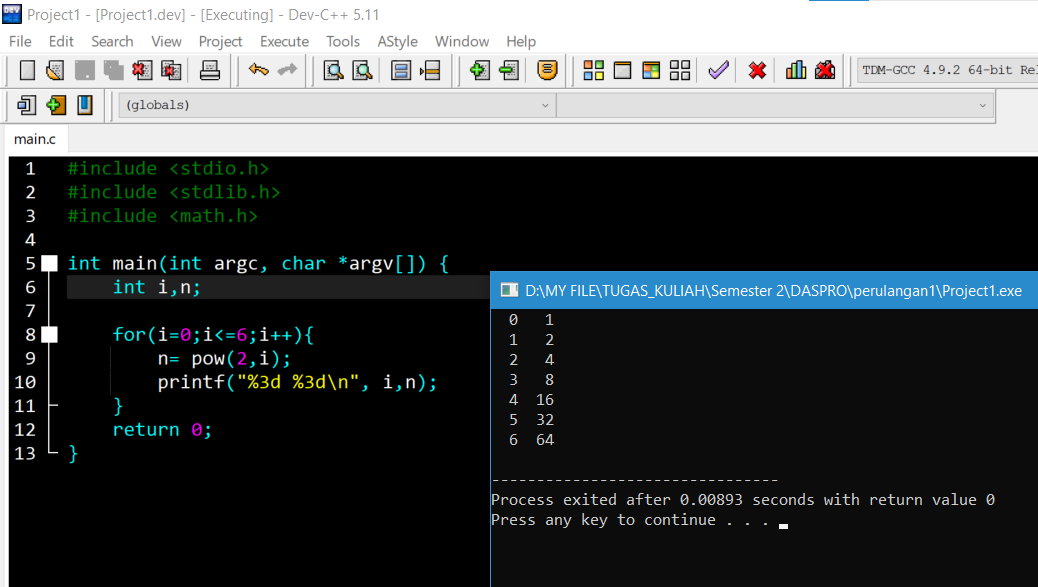 Project1 - [Project1.dev] - [Executing] - Dev-C++ 5.11
File Edit Search View Project Execute Tools AStyle Window Help
TDM-GCC 4.9.2 64-bit Rel
(globals)
main.c
1 #include <stdio.h>
2 #include <stdlib.h>
3 #include <math.h>
4
5 int main(int argc, char *argv[]) {
6 int i,n;
7
8 for(i=0;i<=6;i++){
9 n= pow(2,i);
10 printf("%3d %3d\n", i,n);
11 }
12 return 0;
13 }
D:\MY FILE\TUGAS_KULIAH\Semester 2\DASPRO\perulangan1\Project1.exe
0 1
1 2
2 4
3 8
4 16
5 32
6 64
--------------------------------
Process exited after 0.00893 seconds with return value 0
Press any key to continue . . .